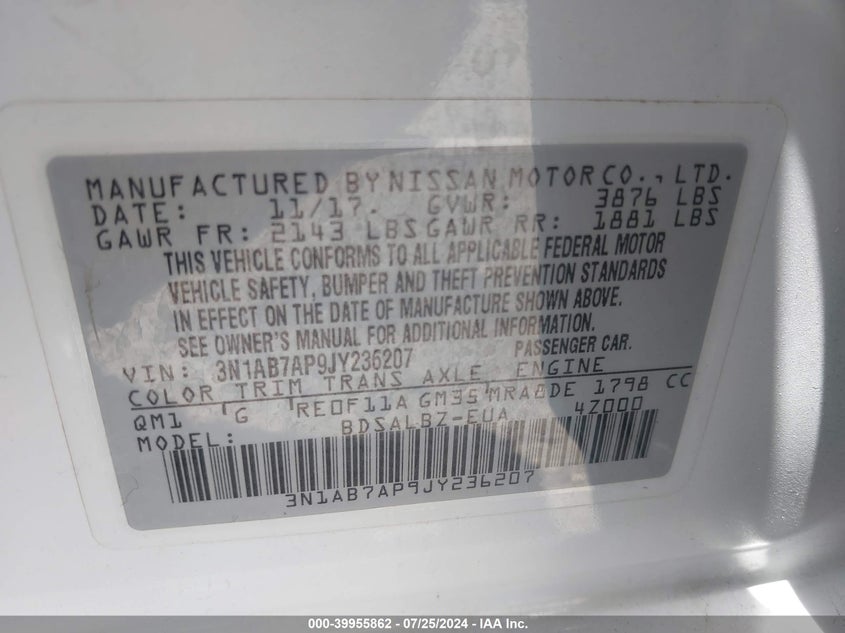 MANUFACTURED BY NISSAN MOTOR CO., LTD.
DATE: 11/17. GVWR: 3876 LBS
GAWR FR: 2143 LBS GAWR RR: 1881 LBS
THIS VEHICLE CONFORMS TO ALL APPLICABLE FEDERAL MOTOR
VEHICLE SAFETY, BUMPER AND THEFT PREVENTION STANDARDS
IN EFFECT ON THE DATE OF MANUFACTURE SHOWN ABOVE.
SEE OWNER'S MANUAL FOR ADDITIONAL INFORMATION.
VIN: 3N1AB7AP9JY236207 PASSENGER CAR.
COLOR TRIM TRANS AXLE ENGINE
QM1 G RE0F11A GM35 MRA8DE 1798 CC
MODEL: BDSALBZ-EUA 4Z000
3N1AB7AP9JY236207
000-39955862 - 07/25/2024 - IAA Inc.